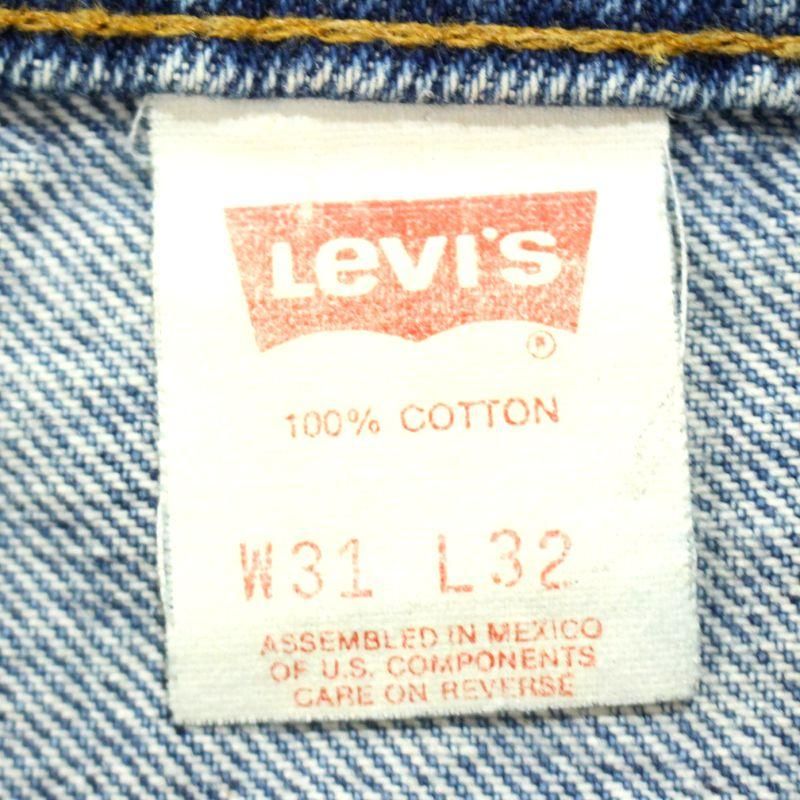 Levi's
®
100% COTTON
W31 L32
ASSEMBLED IN MEXICO
OF U.S. COMPONENTS
CARE ON REVERSE